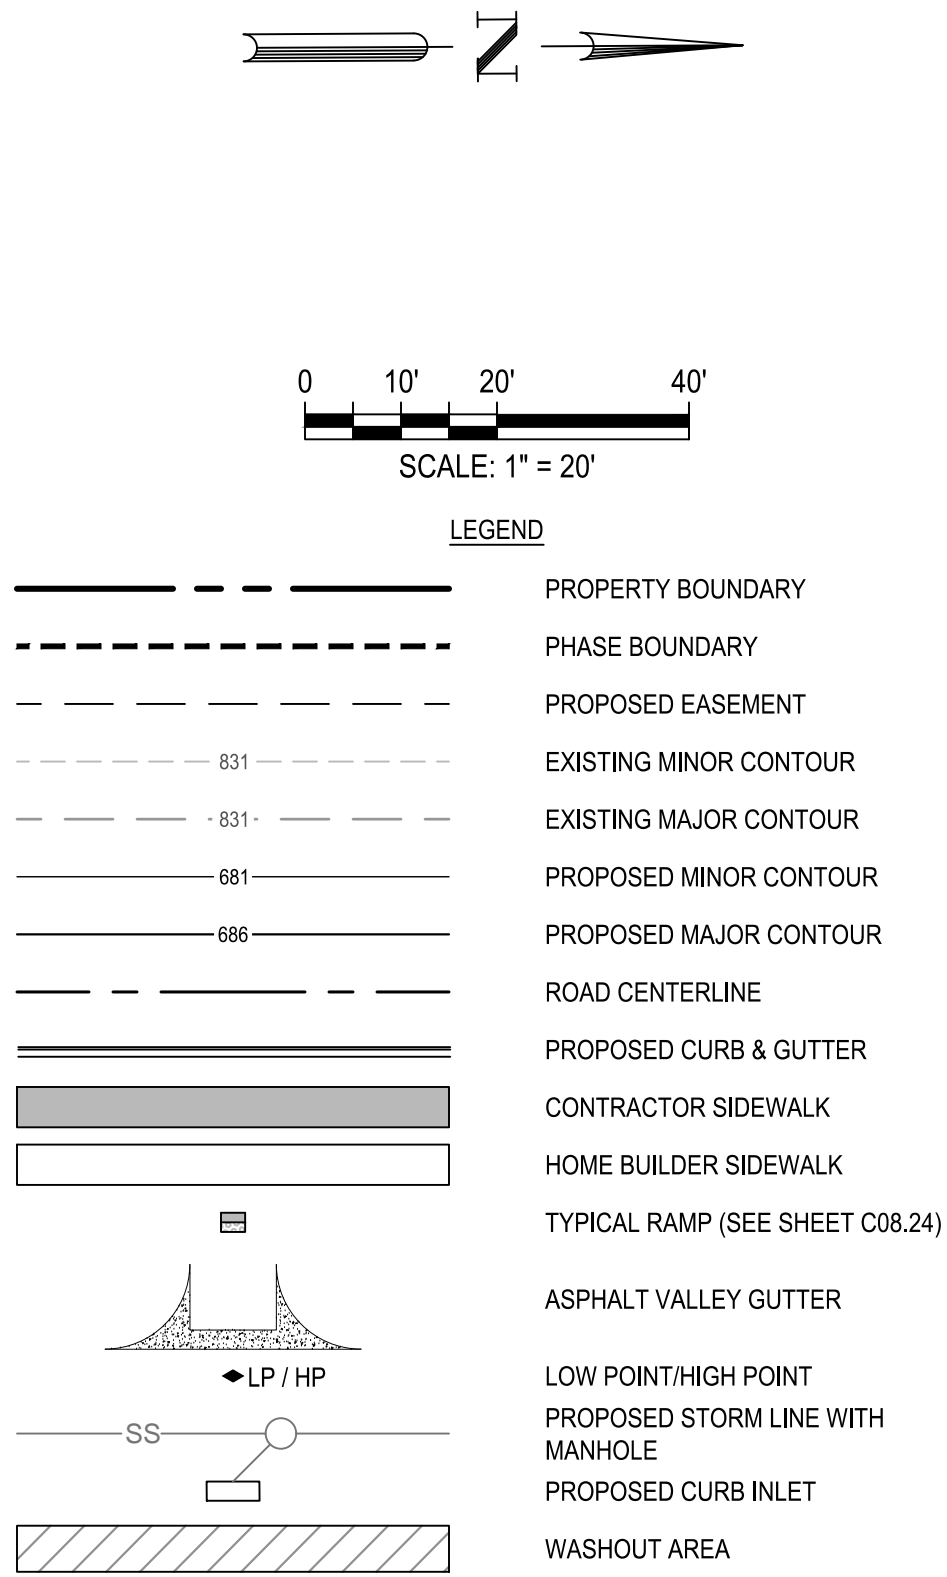 N
0 10' 20' 40'
SCALE: 1" = 20'
LEGEND
PROPERTY BOUNDARY
PHASE BOUNDARY
PROPOSED EASEMENT
831 EXISTING MINOR CONTOUR
831 EXISTING MAJOR CONTOUR
681 PROPOSED MINOR CONTOUR
686 PROPOSED MAJOR CONTOUR
ROAD CENTERLINE
PROPOSED CURB & GUTTER
CONTRACTOR SIDEWALK
HOME BUILDER SIDEWALK
TYPICAL RAMP (SEE SHEET C08.24)
ASPHALT VALLEY GUTTER
LP / HP LOW POINT/HIGH POINT
SS PROPOSED STORM LINE WITH
MANHOLE
PROPOSED CURB INLET
WASHOUT AREA